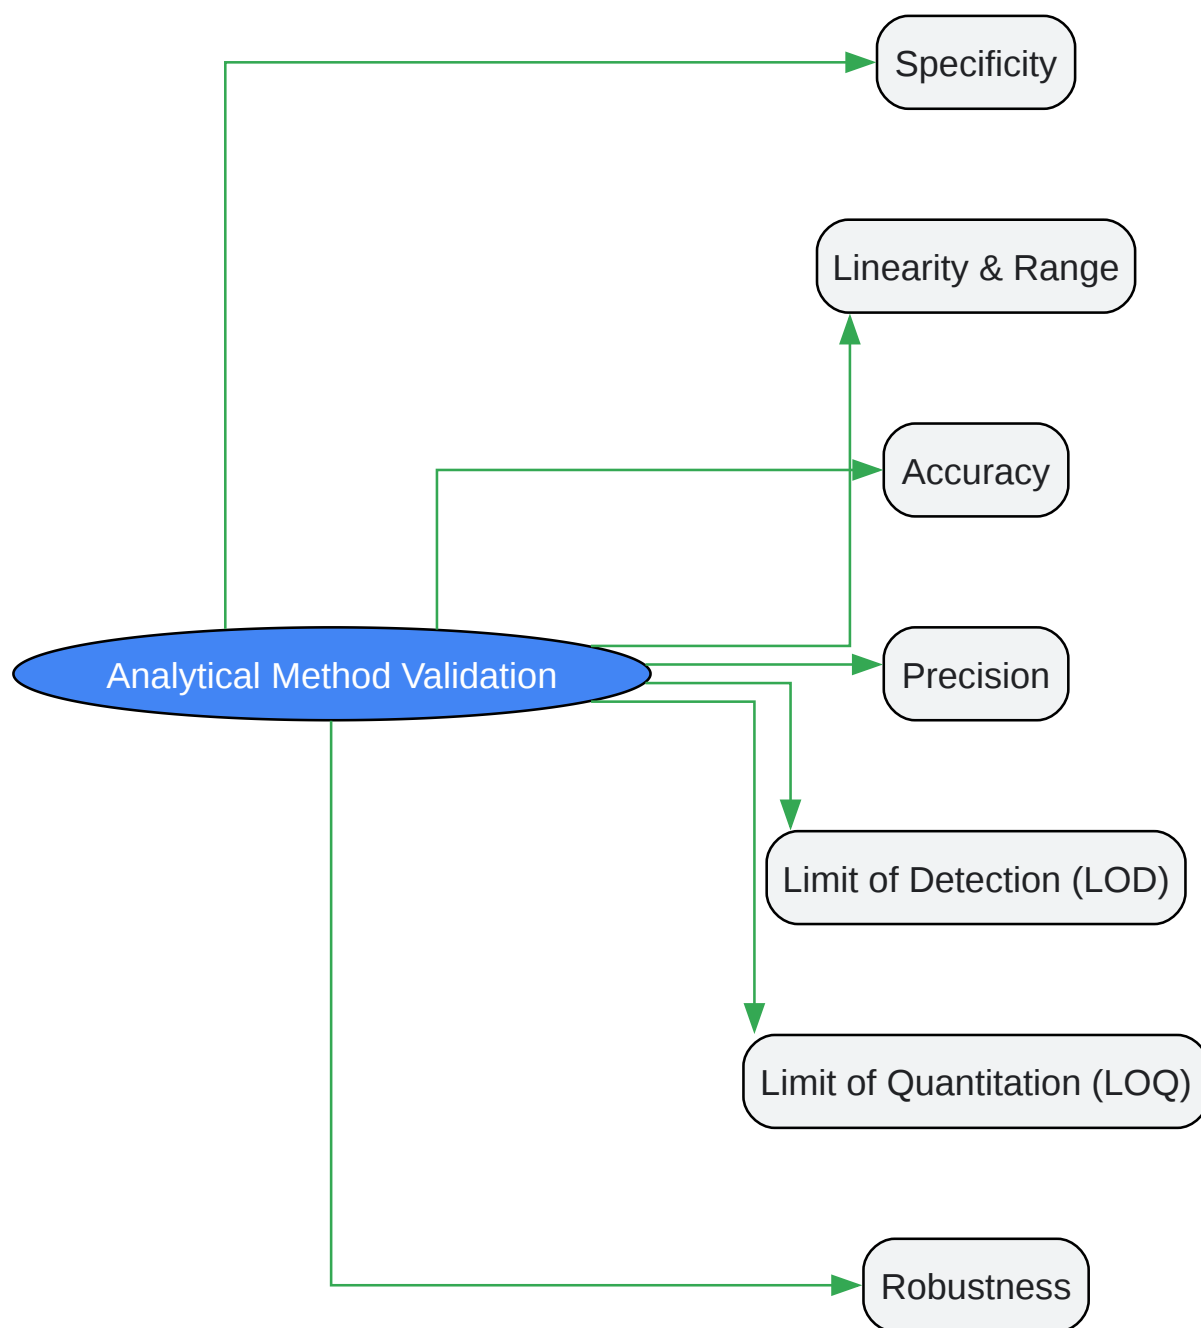 Specificity
Linearity & Range
Accuracy
Analytical Method Validation
Precision
Limit of Detection (LOD)
Limit of Quantitation (LOQ)
Robustness